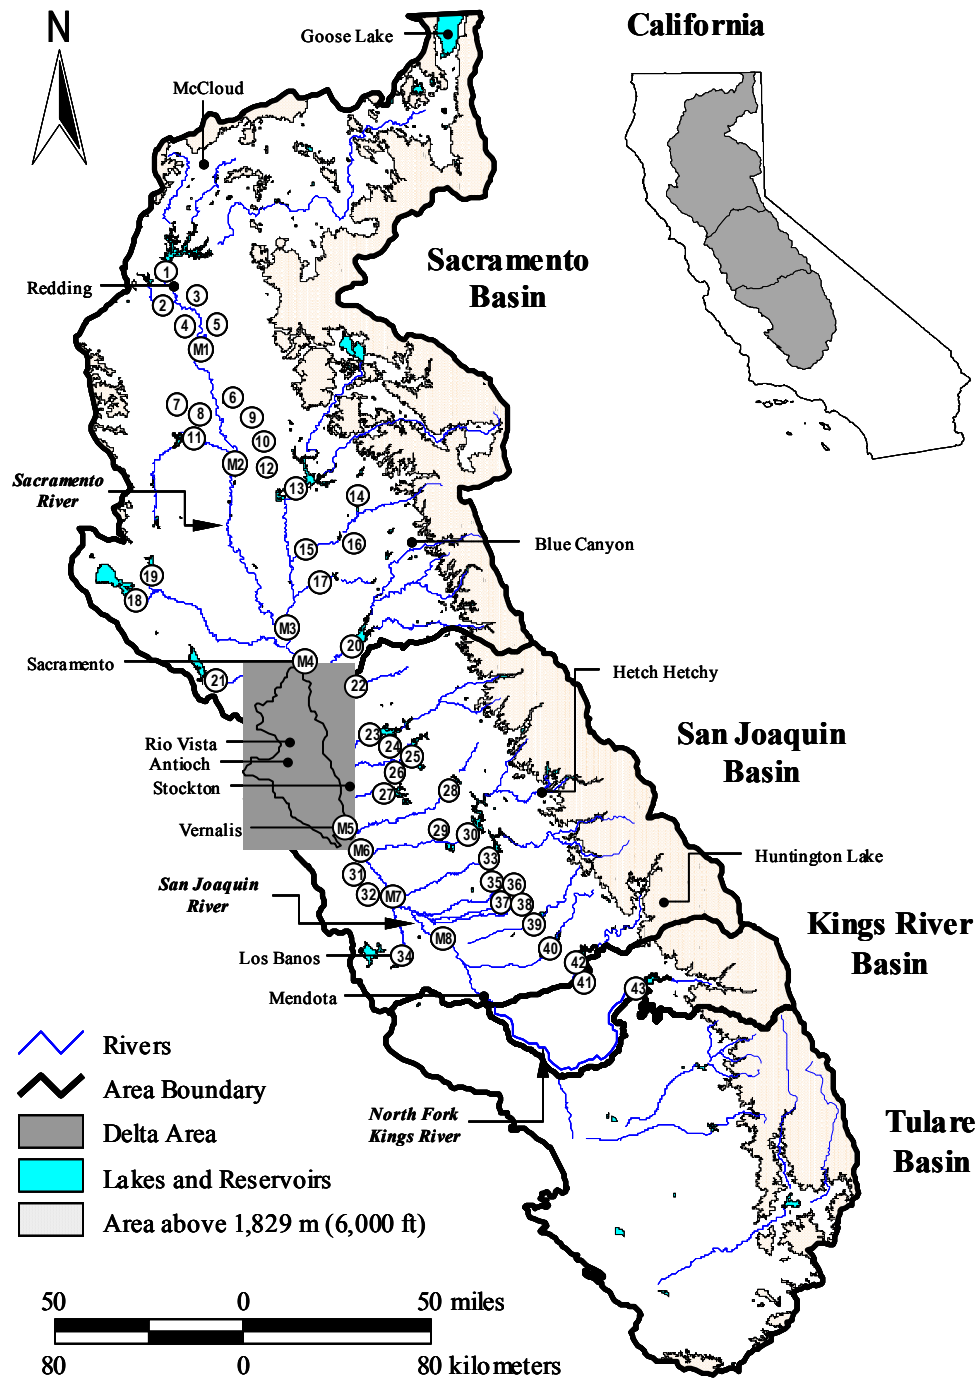 N
California
Goose Lake
McCloud
Sacramento
Basin
1
Redding
2
3
4
5
M1
6
7
8
9
10
11
M2
12
13
14
Sacramento
River
15
16
Blue Canyon
17
18
19
M3
20
Sacramento
M4
21
22
Hetch Hetchy
San Joaquin
Basin
23
24
25
26
27
28
Rio Vista
Antioch
Stockton
Vernalis
M5
29
30
M6
31
32
M7
33
35
36
37
38
39
Huntington Lake
San Joaquin
River
M8
40
Kings River
Basin
Los Banos
34
42
41
43
Mendota
Rivers
Area Boundary
Delta Area
Lakes and Reservoirs
Area above 1,829 m (6,000 ft)
North Fork
Kings River
Tulare
Basin
50 0 50 miles
80 0 80 kilometers